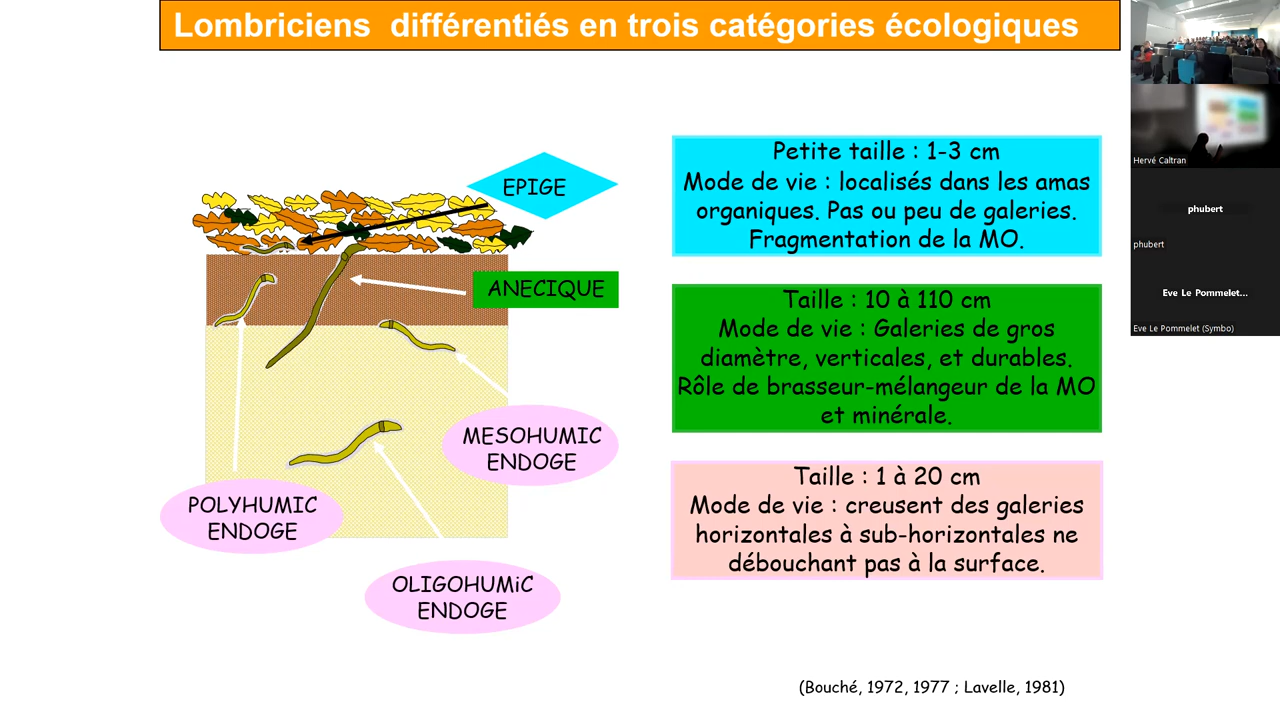 Lombriciens différentiés en trois catégories écologiques
EPIGE
ANECIQUE
MESOHUMIC
ENDOGE
POLYHUMIC
ENDOGE
OLIGOHUMiC
ENDOGE
Petite taille : 1-3 cm
Mode de vie : localisés dans les amas
organiques. Pas ou peu de galeries.
Fragmentation de la MO.
Taille : 10 à 110 cm
Mode de vie : Galeries de gros
diamètre, verticales, et durables.
Rôle de brasseur-mélangeur de la MO
et minérale.
Taille : 1 à 20 cm
Mode de vie : creusent des galeries
horizontales à sub-horizontales ne
débouchant pas à la surface.
(Bouché, 1972, 1977 ; Lavelle, 1981)
Hervé Caltran
phubert
phubert
Eve Le Pommelet...
Eve Le Pommelet (Symbo)